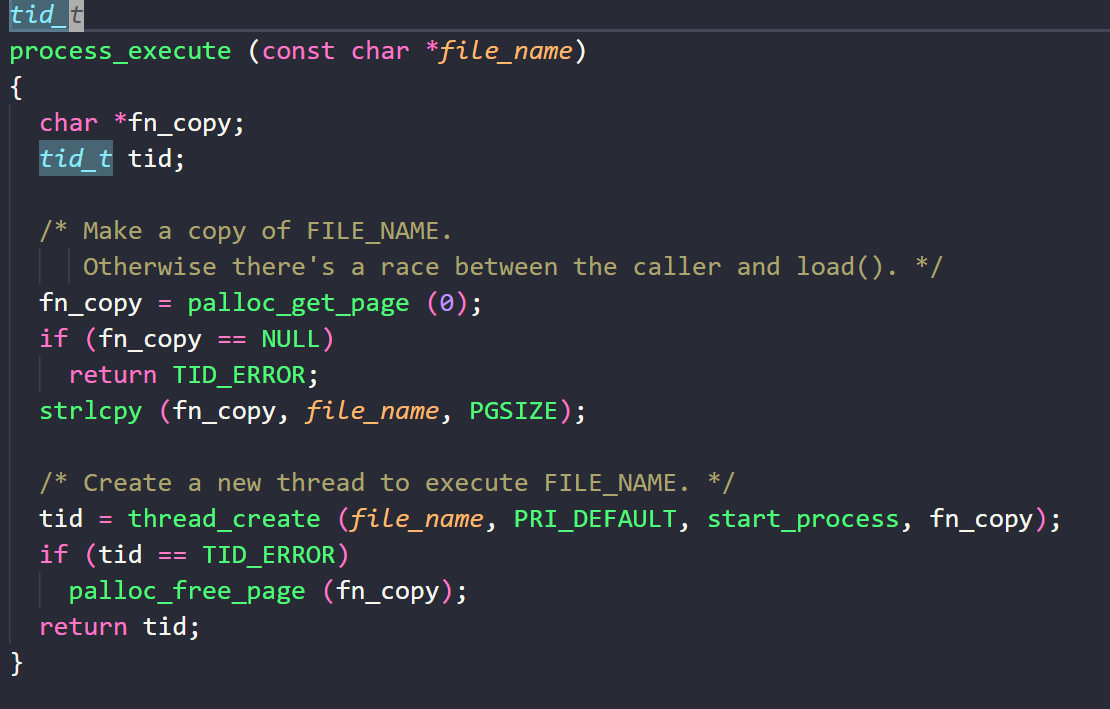 tid_t
process_execute (const char *file_name)
{
  char *fn_copy;
  tid_t tid;

  /* Make a copy of FILE_NAME.
     Otherwise there's a race between the caller and load(). */
  fn_copy = palloc_get_page (0);
  if (fn_copy == NULL)
    return TID_ERROR;
  strlcpy (fn_copy, file_name, PGSIZE);

  /* Create a new thread to execute FILE_NAME. */
  tid = thread_create (file_name, PRI_DEFAULT, start_process, fn_copy);
  if (tid == TID_ERROR)
    palloc_free_page (fn_copy);
  return tid;
}